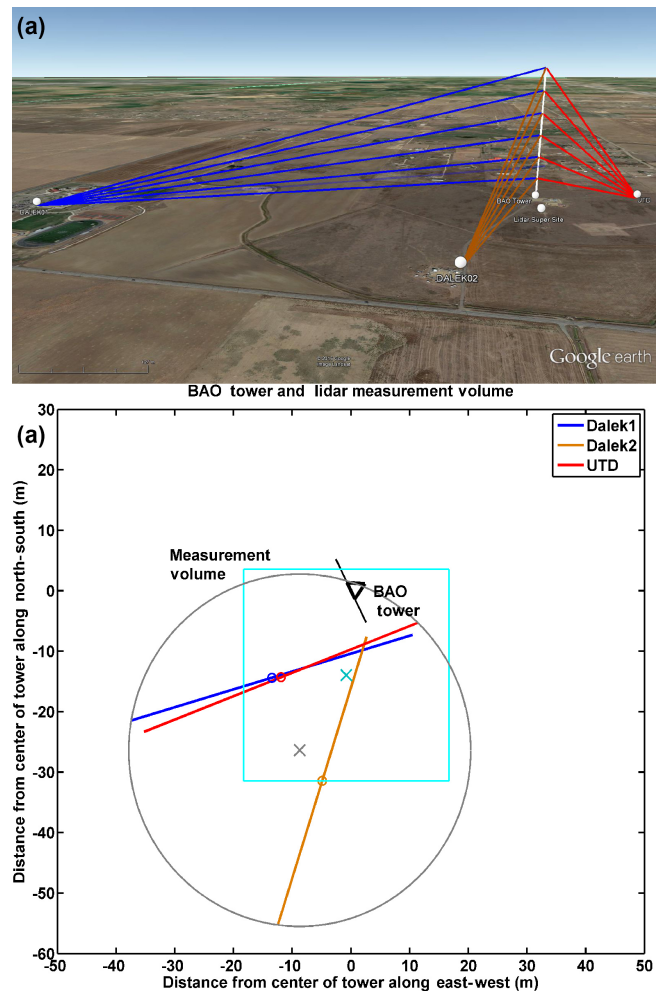 (a)
DALEK01
BAO Tower
UTD
Lidar Super Site
DALEK02
Google earth
BAO tower and lidar measurement volume
(a)
Dalek1
Dalek2
UTD
Measurement
volume
BAO
tower
Distance from center of tower along north-south (m)
30
20
10
0
-10
-20
-30
-40
-50
-60
-50
-40
-30
-20
-10
0
10
20
30
40
50
Distance from center of tower along east-west (m)